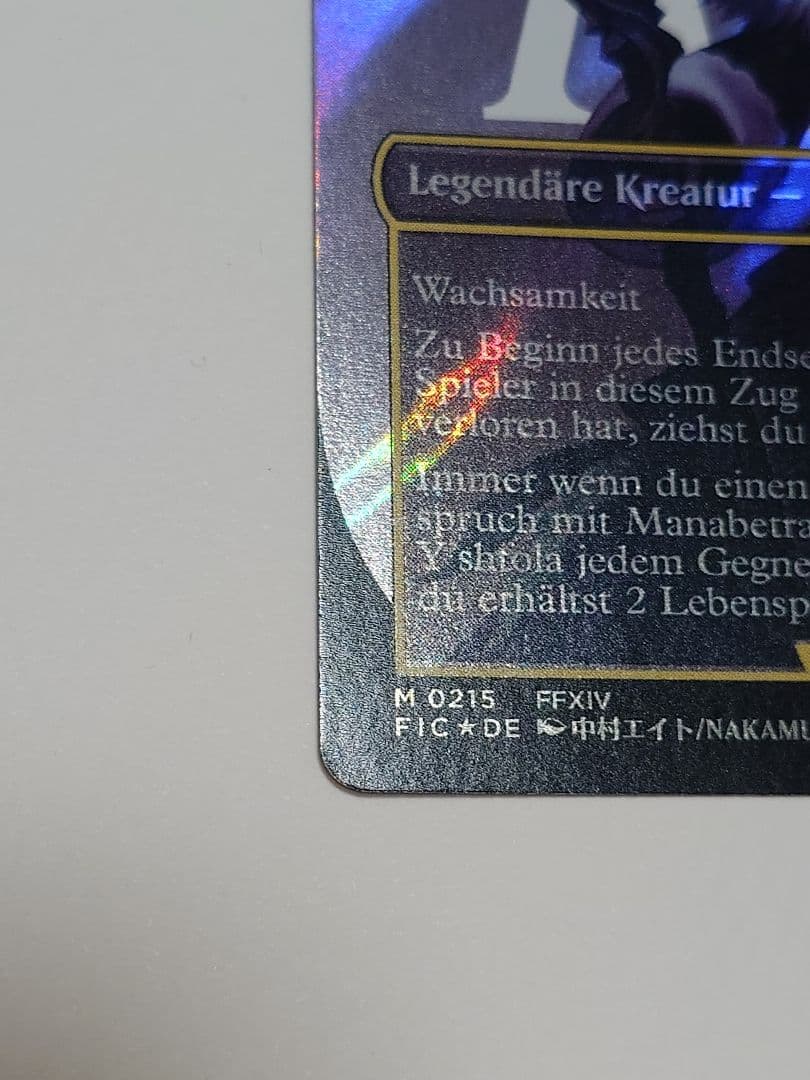 Legendäre Kreatur —
Wachsamkeit
Zu Beginn jedes Endse
Spieler in diesem Zug
verloren hat, ziehst du
Immer wenn du einen
spruch mit Manabetra
Y'shtola jedem Gegne
du erhältst 2 Lebensp
M 0215 FFXIV
FIC★DE 中村エイト/NAKAMU